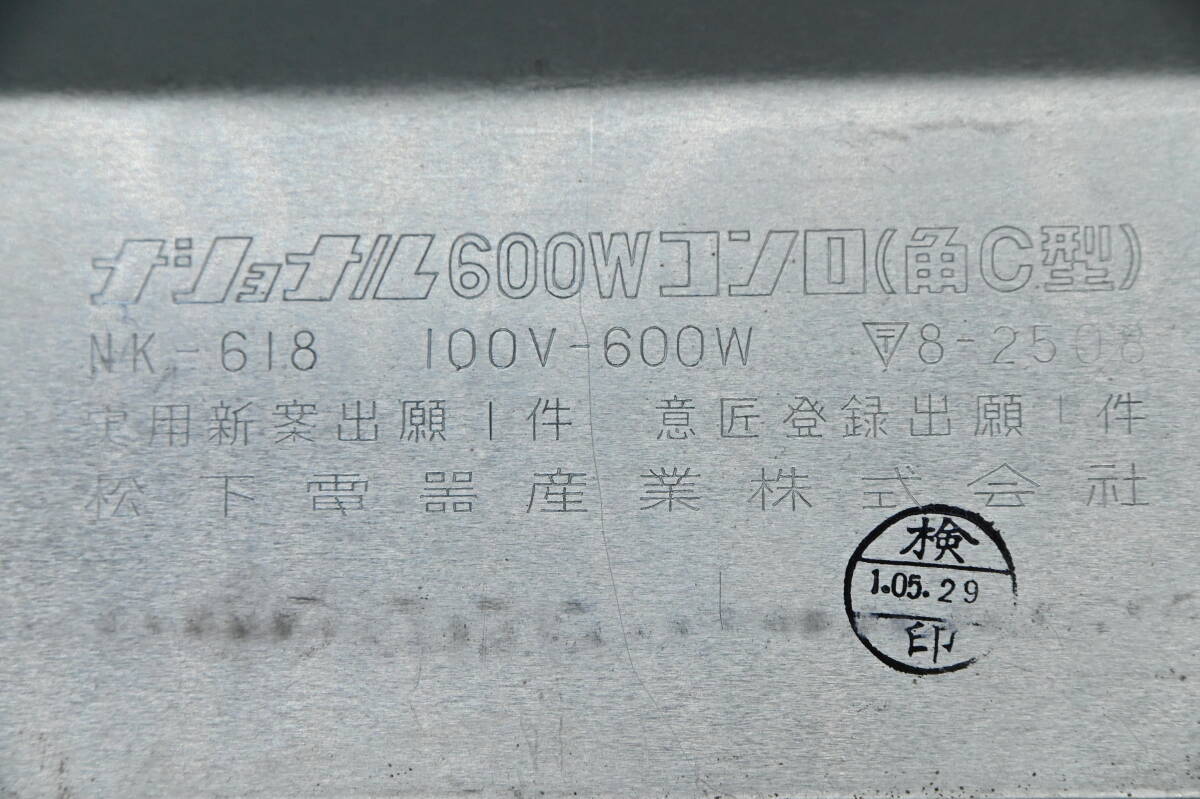 ナショナル600Wコンロ(角C型)
NK-618 100V-600W 〒8-2508
実用新案出願1件 意匠登録出願1件
松下電器産業株式会社
検
1.05.29
印